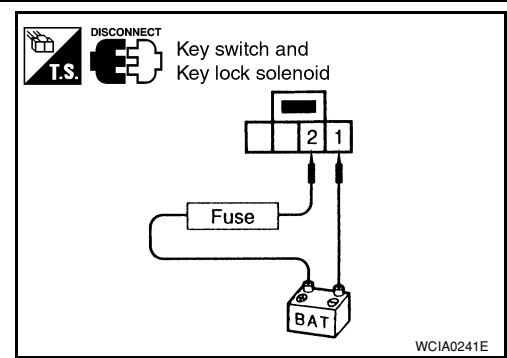 DISCONNECT
T.S.
Key switch and
Key lock solenoid
2 1
Fuse
+ -
BAT
WCIA0241E